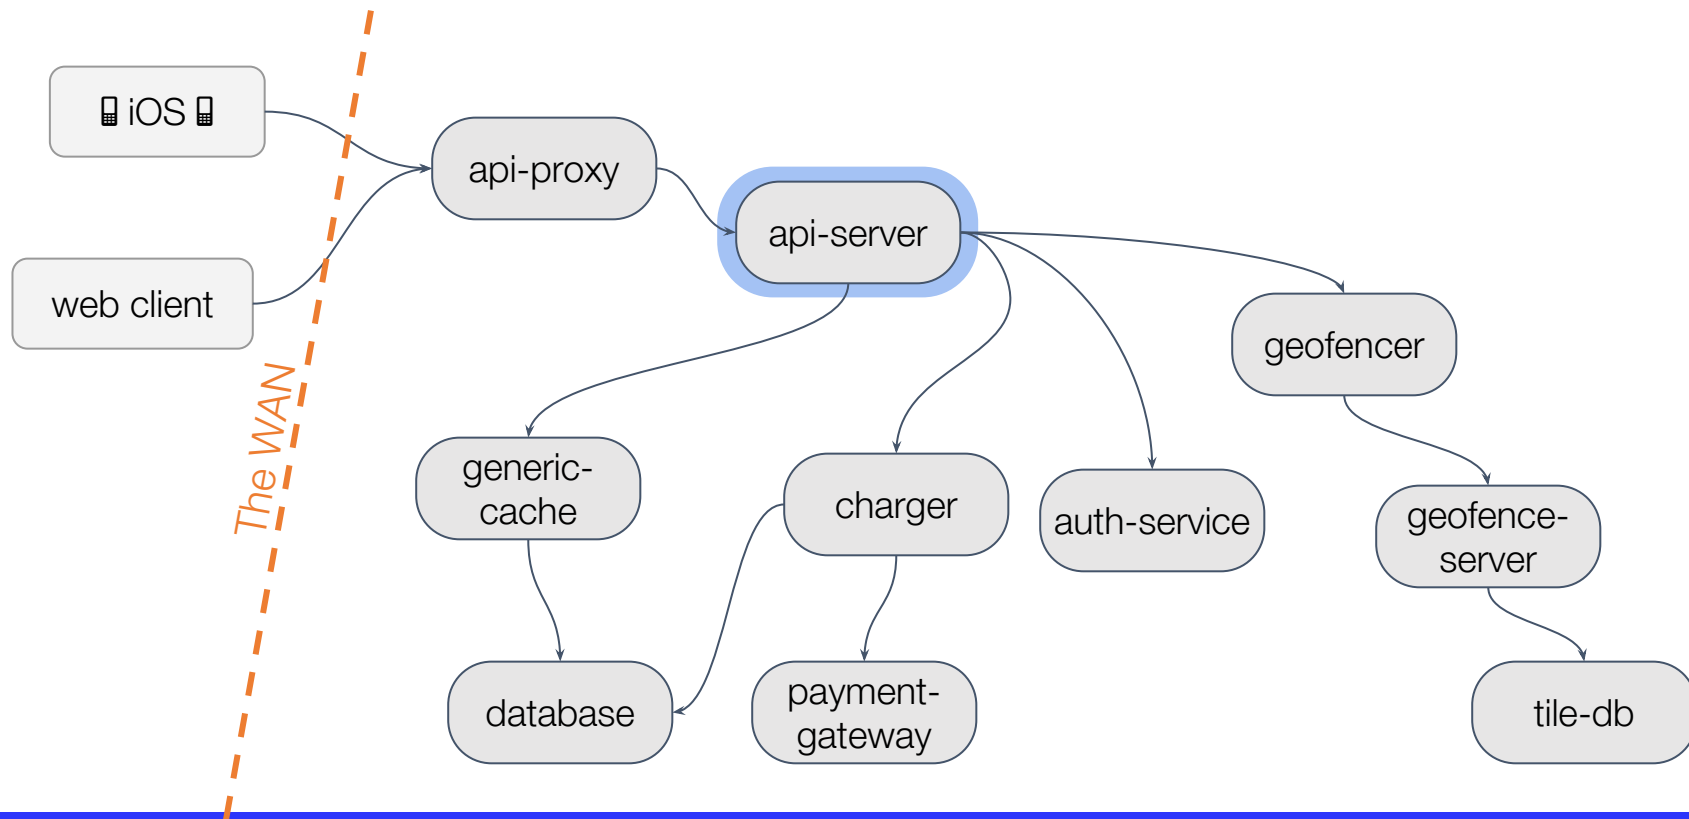 iOS
api-proxy
api-server
web client
geofencer
The WAN
generic-
cache
charger
auth-service
geofence-
server
database
payment-
gateway
tile-db